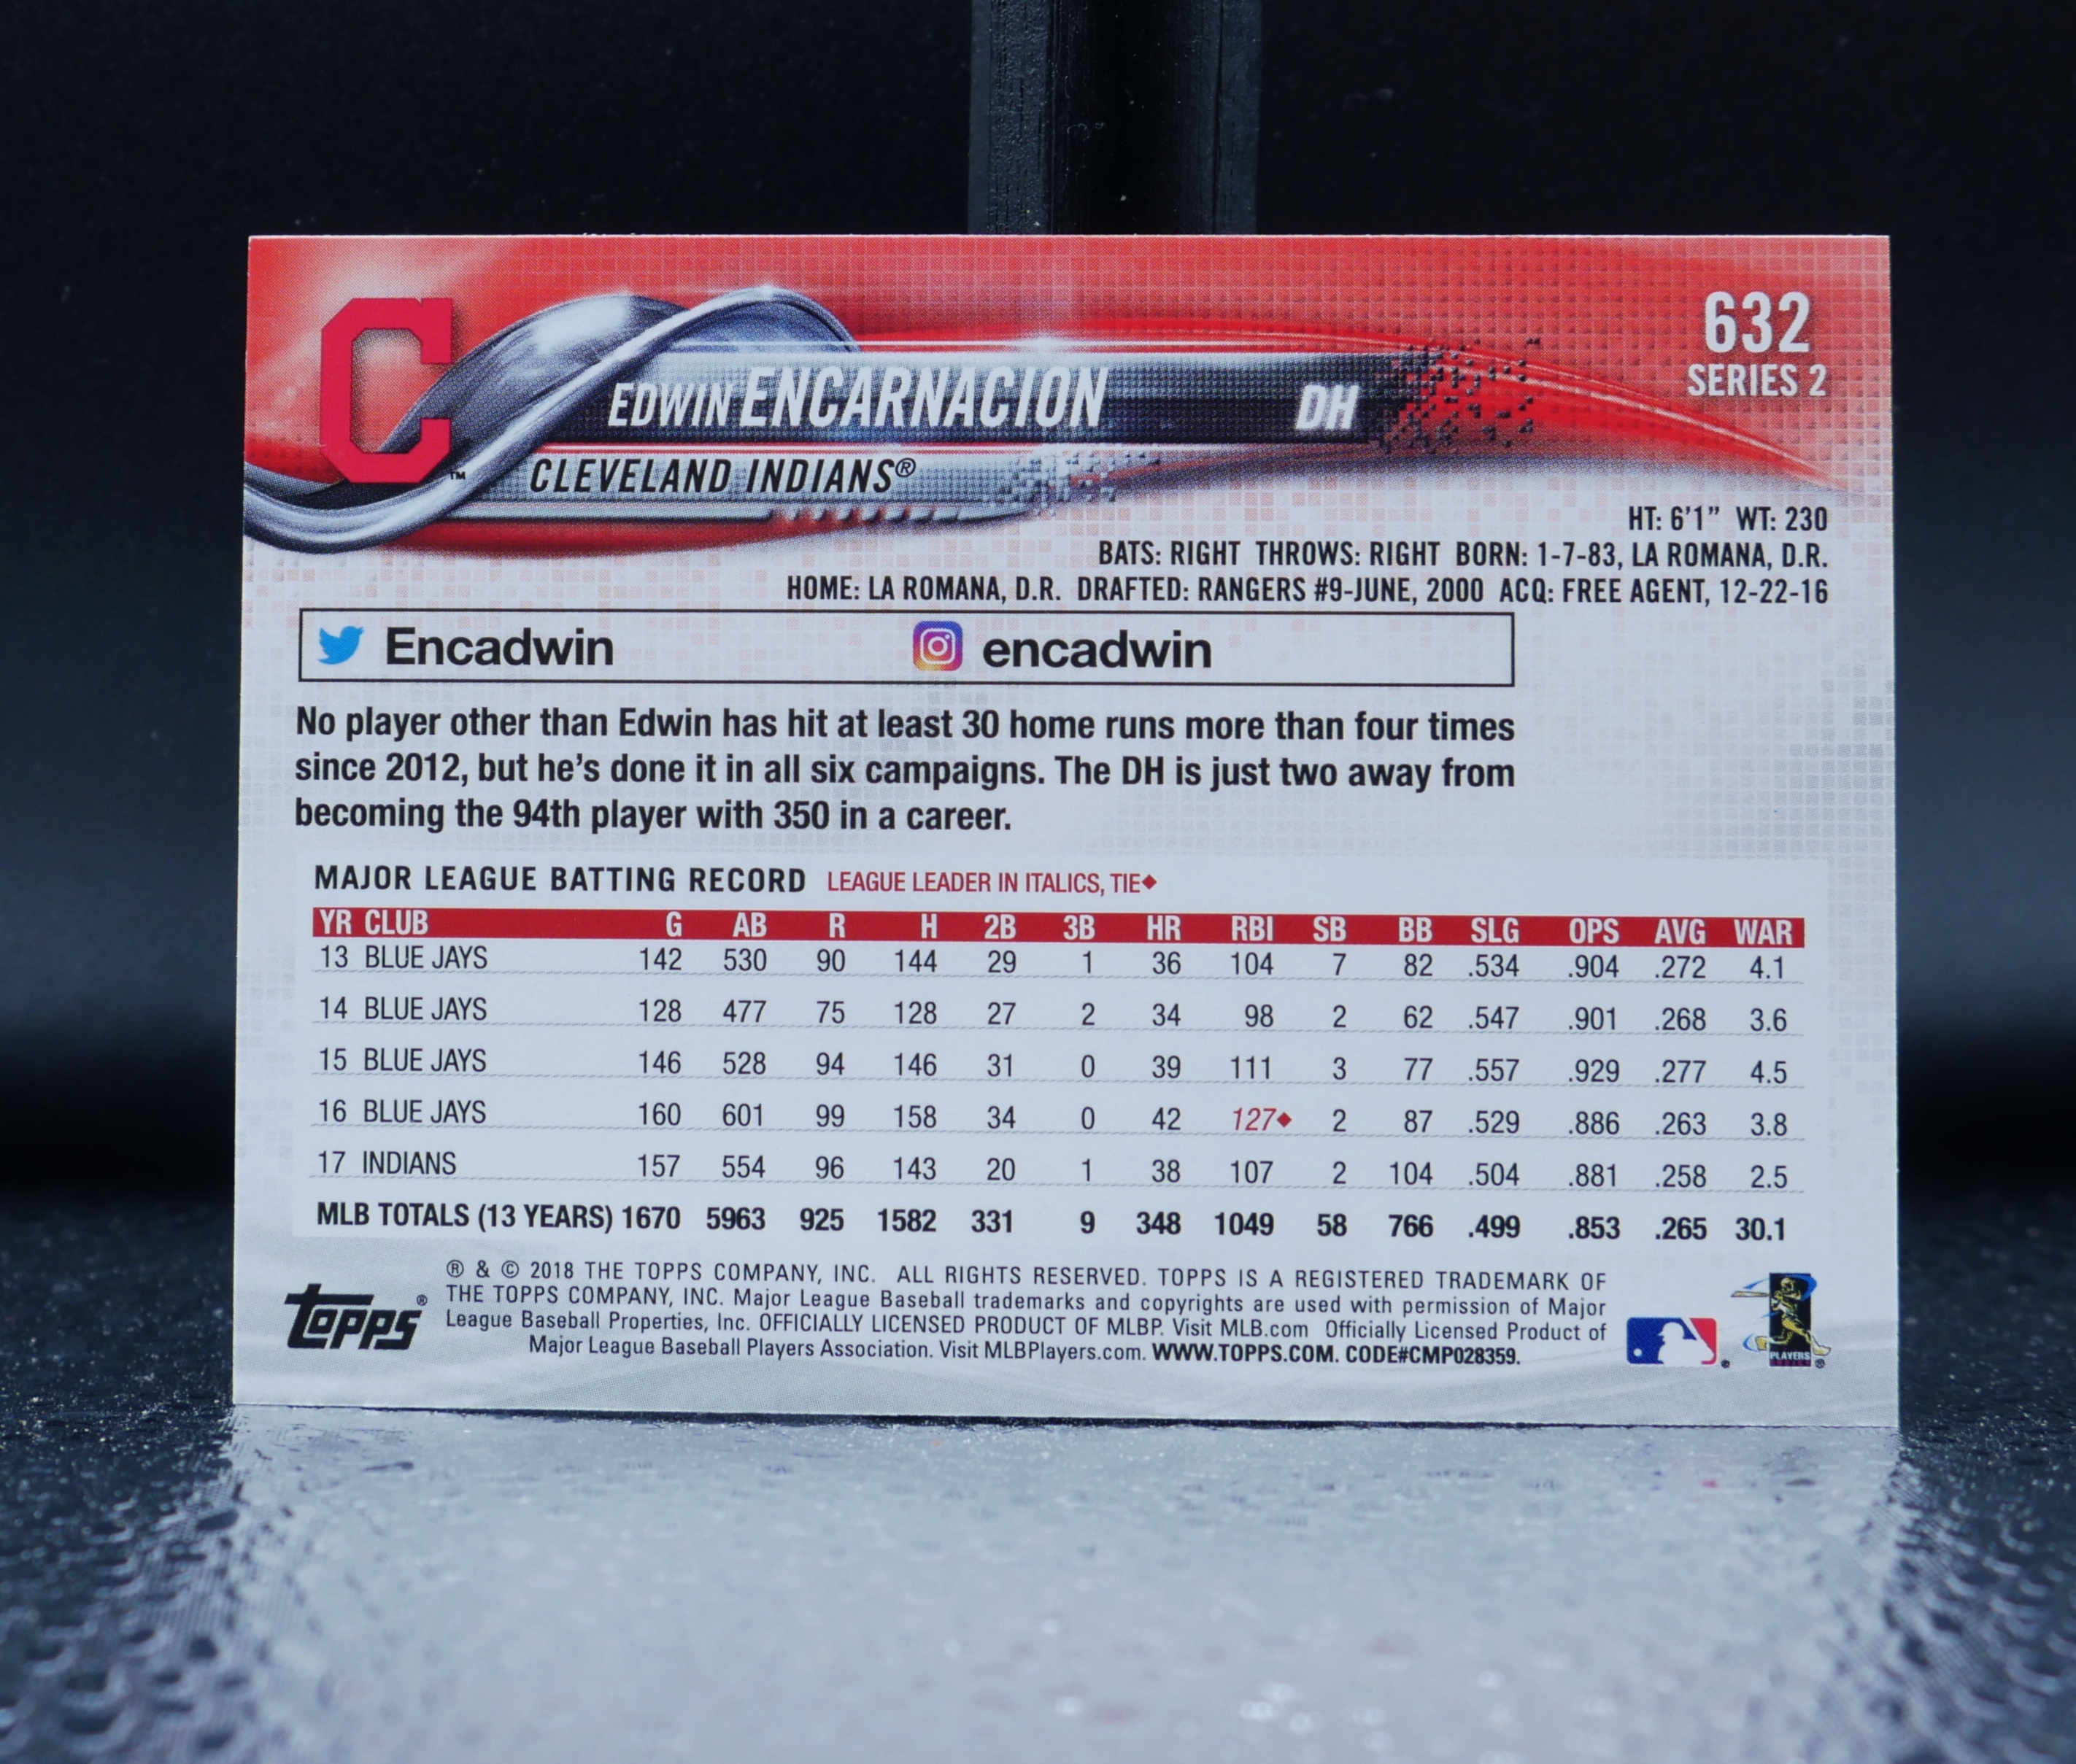 C
™
632
SERIES 2
EDWIN ENCARNACION DH
CLEVELAND INDIANS®
HT: 6'1" WT: 230
BATS: RIGHT THROWS: RIGHT BORN: 1-7-83, LA ROMANA, D.R.
HOME: LA ROMANA, D.R. DRAFTED: RANGERS #9-JUNE, 2000 ACQ: FREE AGENT, 12-22-16
Encadwin encadwin
No player other than Edwin has hit at least 30 home runs more than four times
since 2012, but he's done it in all six campaigns. The DH is just two away from
becoming the 94th player with 350 in a career.
MAJOR LEAGUE BATTING RECORD LEAGUE LEADER IN ITALICS, TIE◆
YR CLUB G AB R H 2B 3B HR RBI SB BB SLG OPS AVG WAR
13 BLUE JAYS 142 530 90 144 29 1 36 104 7 82 .534 .904 .272 4.1
14 BLUE JAYS 128 477 75 128 27 2 34 98 2 62 .547 .901 .268 3.6
15 BLUE JAYS 146 528 94 146 31 0 39 111 3 77 .557 .929 .277 4.5
16 BLUE JAYS 160 601 99 158 34 0 42 127◆ 2 87 .529 .886 .263 3.8
17 INDIANS 157 554 96 143 20 1 38 107 2 104 .504 .881 .258 2.5
MLB TOTALS (13 YEARS) 1670 5963 925 1582 331 9 348 1049 58 766 .499 .853 .265 30.1
® & © 2018 THE TOPPS COMPANY, INC. ALL RIGHTS RESERVED. TOPPS IS A REGISTERED TRADEMARK OF
THE TOPPS COMPANY, INC. Major League Baseball trademarks and copyrights are used with permission of Major
League Baseball Properties, Inc. OFFICIALLY LICENSED PRODUCT OF MLBP. Visit MLB.com Officially Licensed Product of
Major League Baseball Players Association. Visit MLBPlayers.com. WWW.TOPPS.COM. CODE#CMP028359.
Topps®
PLAYERS